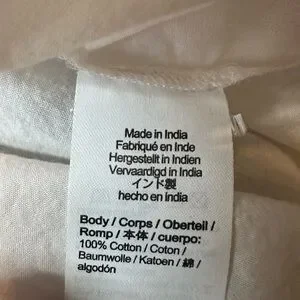 Made in India
Fabriqué en Inde
Hergestellt in Indien
Vervaardigd in India
インド製
hecho en india
Body / Corps / Oberteil /
Romp / 本体 / cuerpo:
100% Cotton / Coton /
Baumwolle / Katoen / 綿 /
algodón